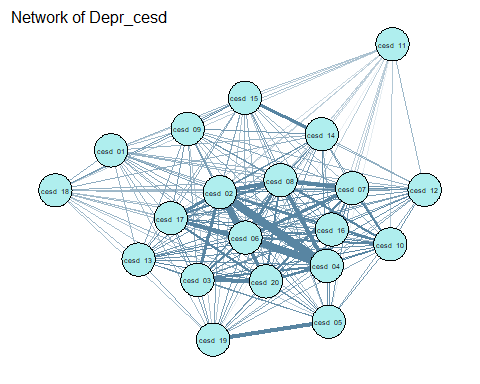 Network of Depr_cesd
cesd 11
cesd 15
cesd 09
cesd 14
cesd 01
cesd 08
cesd 18
cesd 02
cesd 07
cesd 12
cesd 17
cesd 16
cesd 06
cesd 10
cesd 13
cesd 04
cesd 03
cesd 20
cesd 05
cesd 19